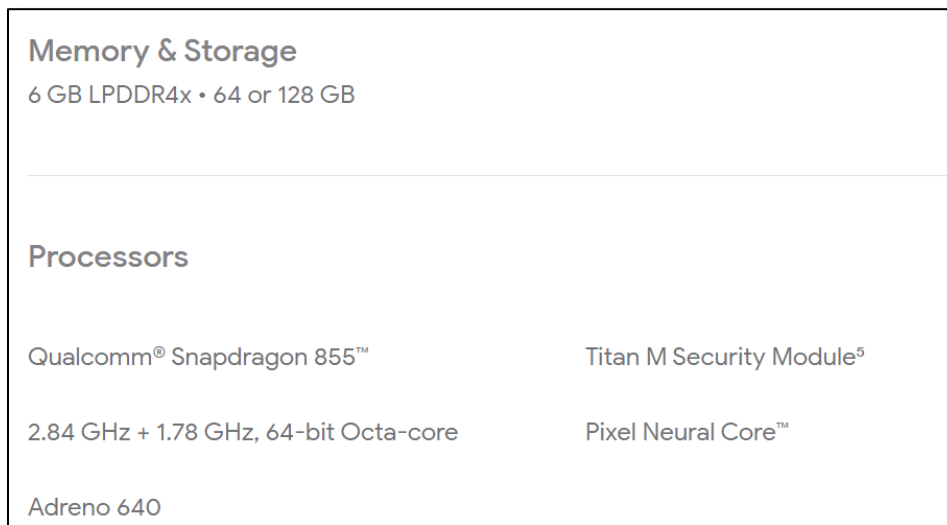 Memory & Storage
6 GB LPDDR4x • 64 or 128 GB
Processors
Qualcomm® Snapdragon 855™
Titan M Security Module⁵
2.84 GHz + 1.78 GHz, 64-bit Octa-core
Pixel Neural Core™
Adreno 640